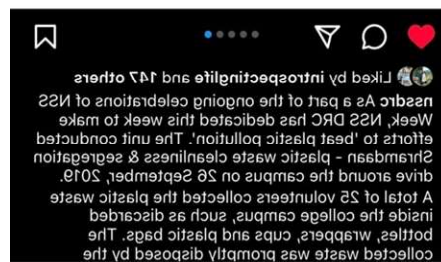 Liked by introspectinglife and 147 others
nssdrc As a part of the ongoing celebrations of NSS
Week, NSS DRC has dedicated this week to make
efforts to 'beat plastic pollution'. The unit conducted
Shramdaan - plastic waste cleanliness & segregation
drive around the campus on 26 September, 2019.
A total of 25 volunteers collected the plastic waste
inside the college campus, such as discarded
bottles, wrappers, cups and plastic bags. The
collected waste was promptly disposed by the